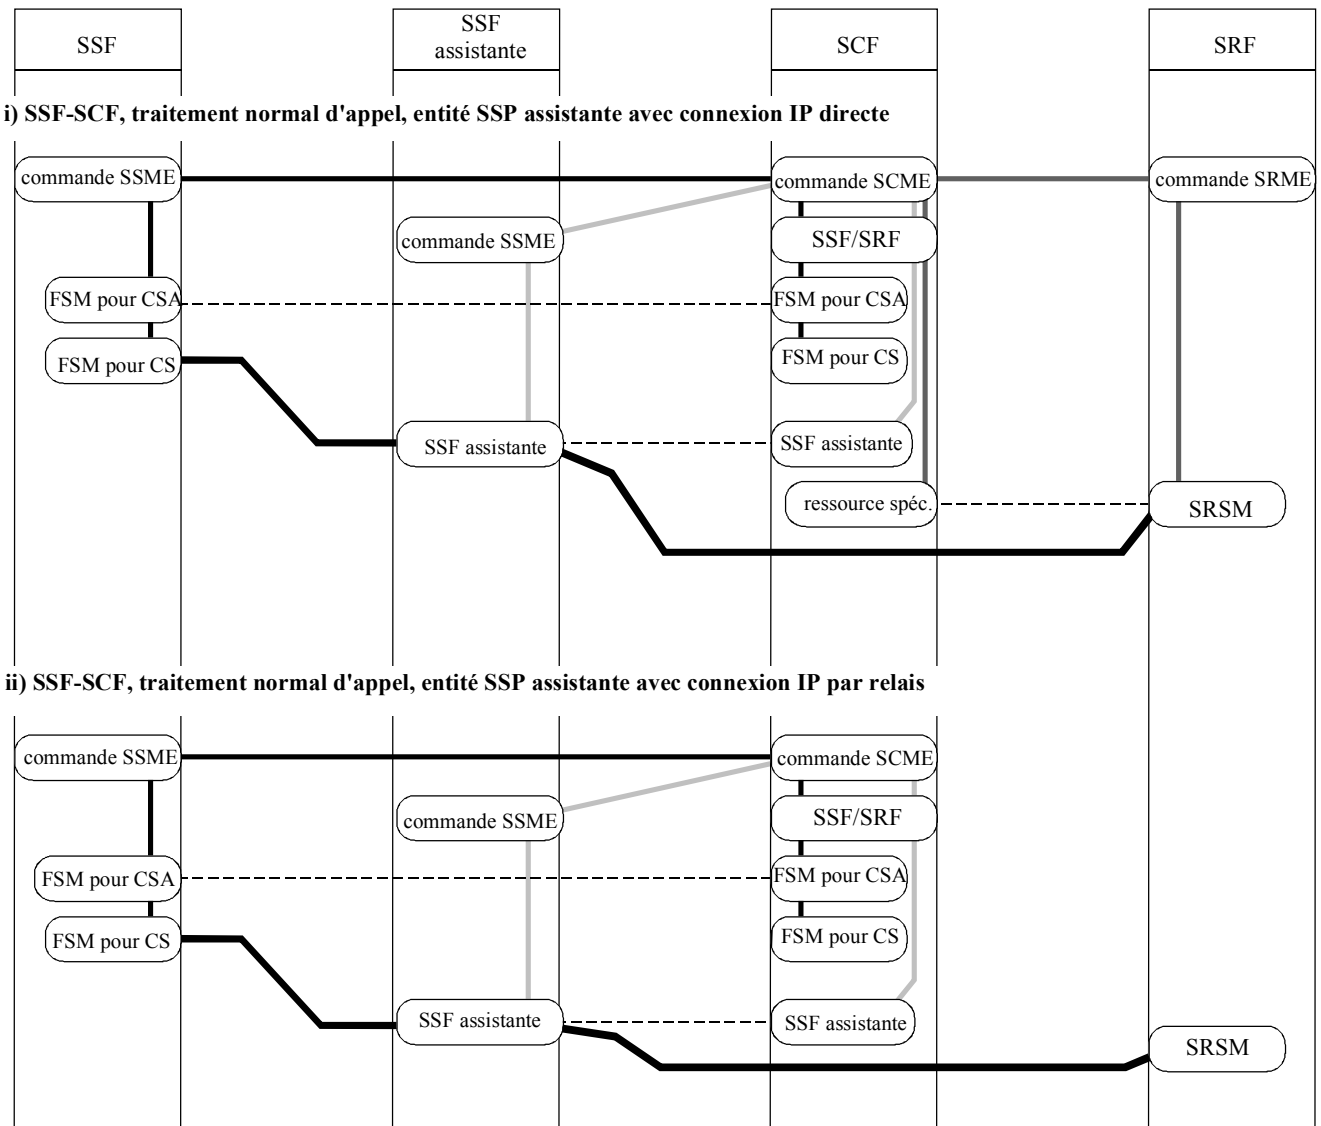 SSF
SSF
assistante
SCF
SRF
i) SSF-SCF, traitement normal d'appel, entité SSP assistante avec connexion IP directe
commande SSME
commande SCME
commande SRME
commande SSME
SSF/SRF
FSM pour CSA
FSM pour CSA
FSM pour CS
FSM pour CS
SSF assistante
SSF assistante
ressource spéc.
SRSM
ii) SSF-SCF, traitement normal d'appel, entité SSP assistante avec connexion IP par relais
commande SSME
commande SCME
commande SSME
SSF/SRF
FSM pour CSA
FSM pour CSA
FSM pour CS
FSM pour CS
SSF assistante
SSF assistante
SRSM